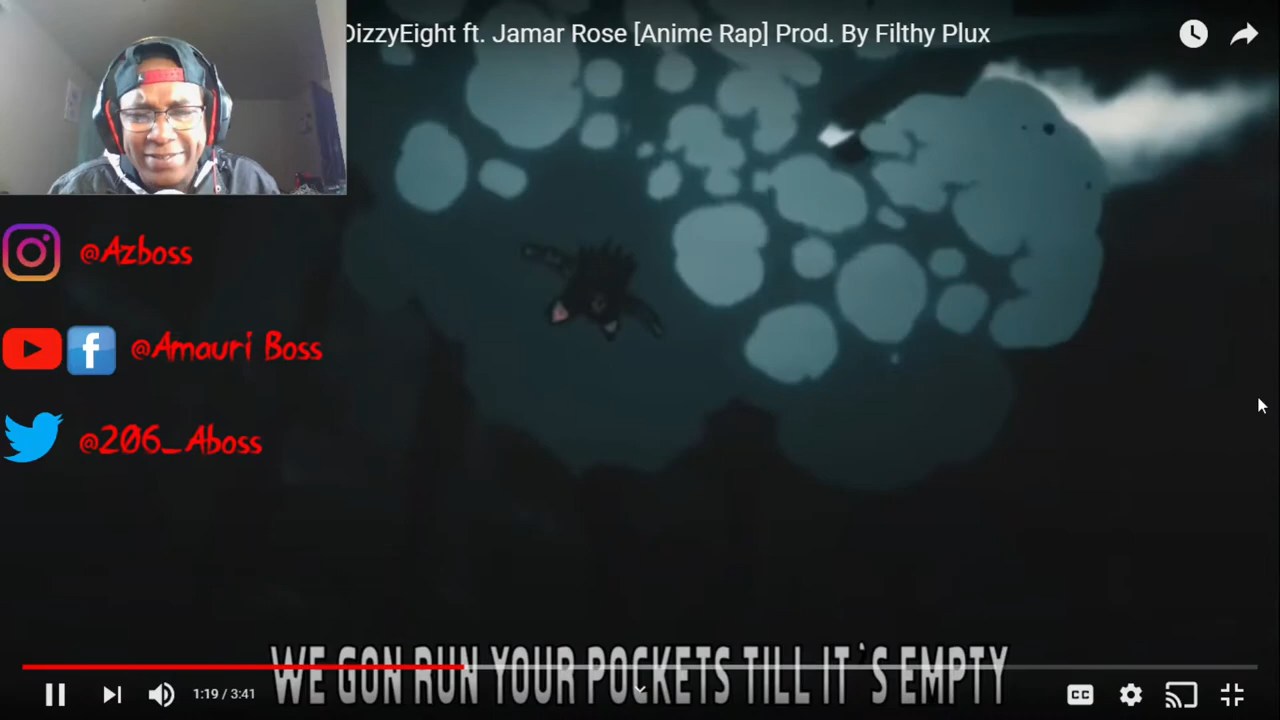 DizzyEight ft. Jamar Rose [Anime Rap] Prod. By Filthy Plux
@Azboss
f @Amauri Boss
@206_Aboss
WE GON RUN YOUR POCKETS TILL IT`S EMPTY
1:19 / 3:41
CC